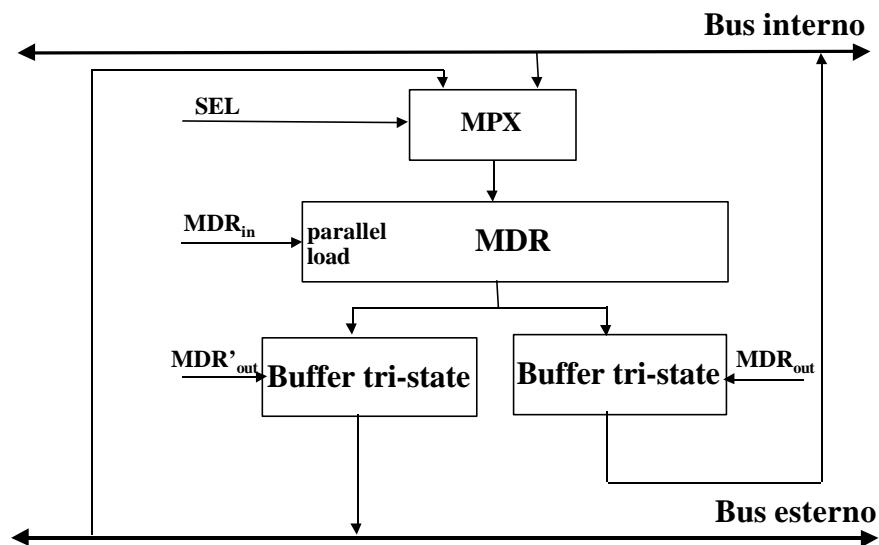 Bus interno
SEL
MPX
MDRin
parallel
load
MDR
MDR’out
Buffer tri-state
Buffer tri-state
MDRout
Bus esterno